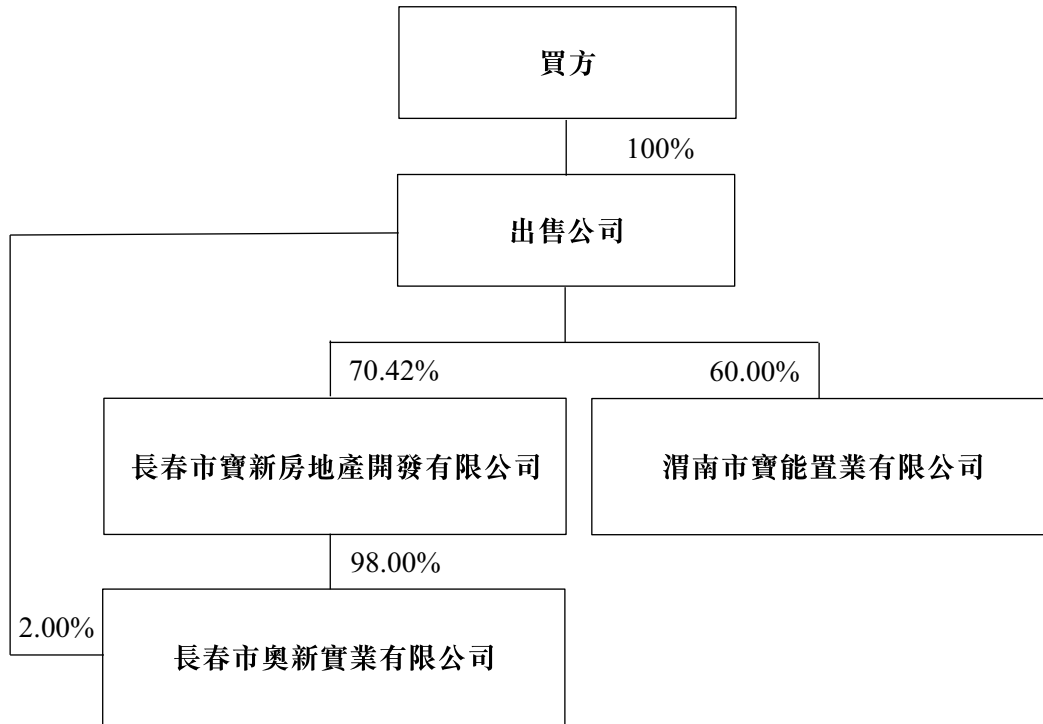 買方
100%
出售公司
70.42%
60.00%
長春市寶新房地產開發有限公司
渭南市寶能置業有限公司
98.00%
2.00%
長春市奧新實業有限公司